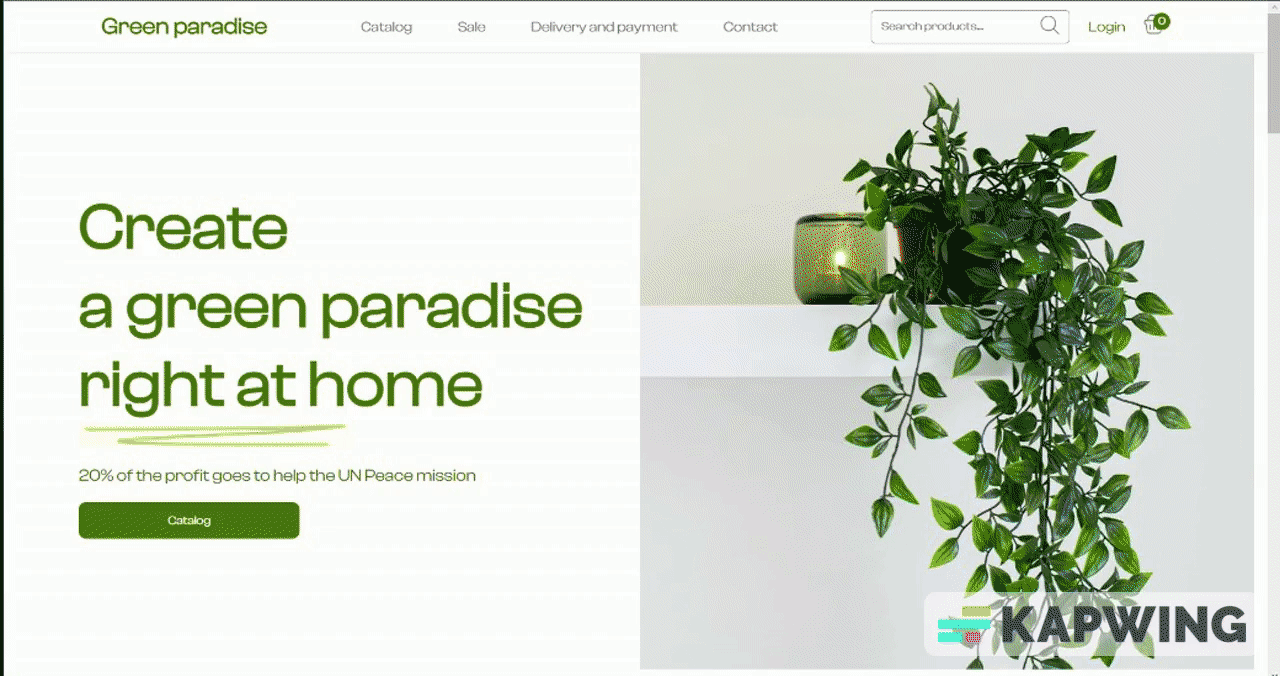 Green paradise
Catalog
Sale
Delivery and payment
Contact
Search products...
Login
0
Create
a green paradise
right at home
20% of the profit goes to help the UN Peace mission
Catalog
KAPWING